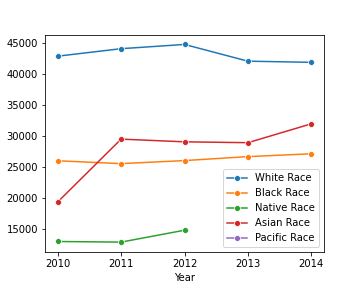 45000
40000
35000
30000
25000
20000
15000
White Race
Black Race
Native Race
Asian Race
Pacific Race
2010 2011 2012 2013 2014
Year